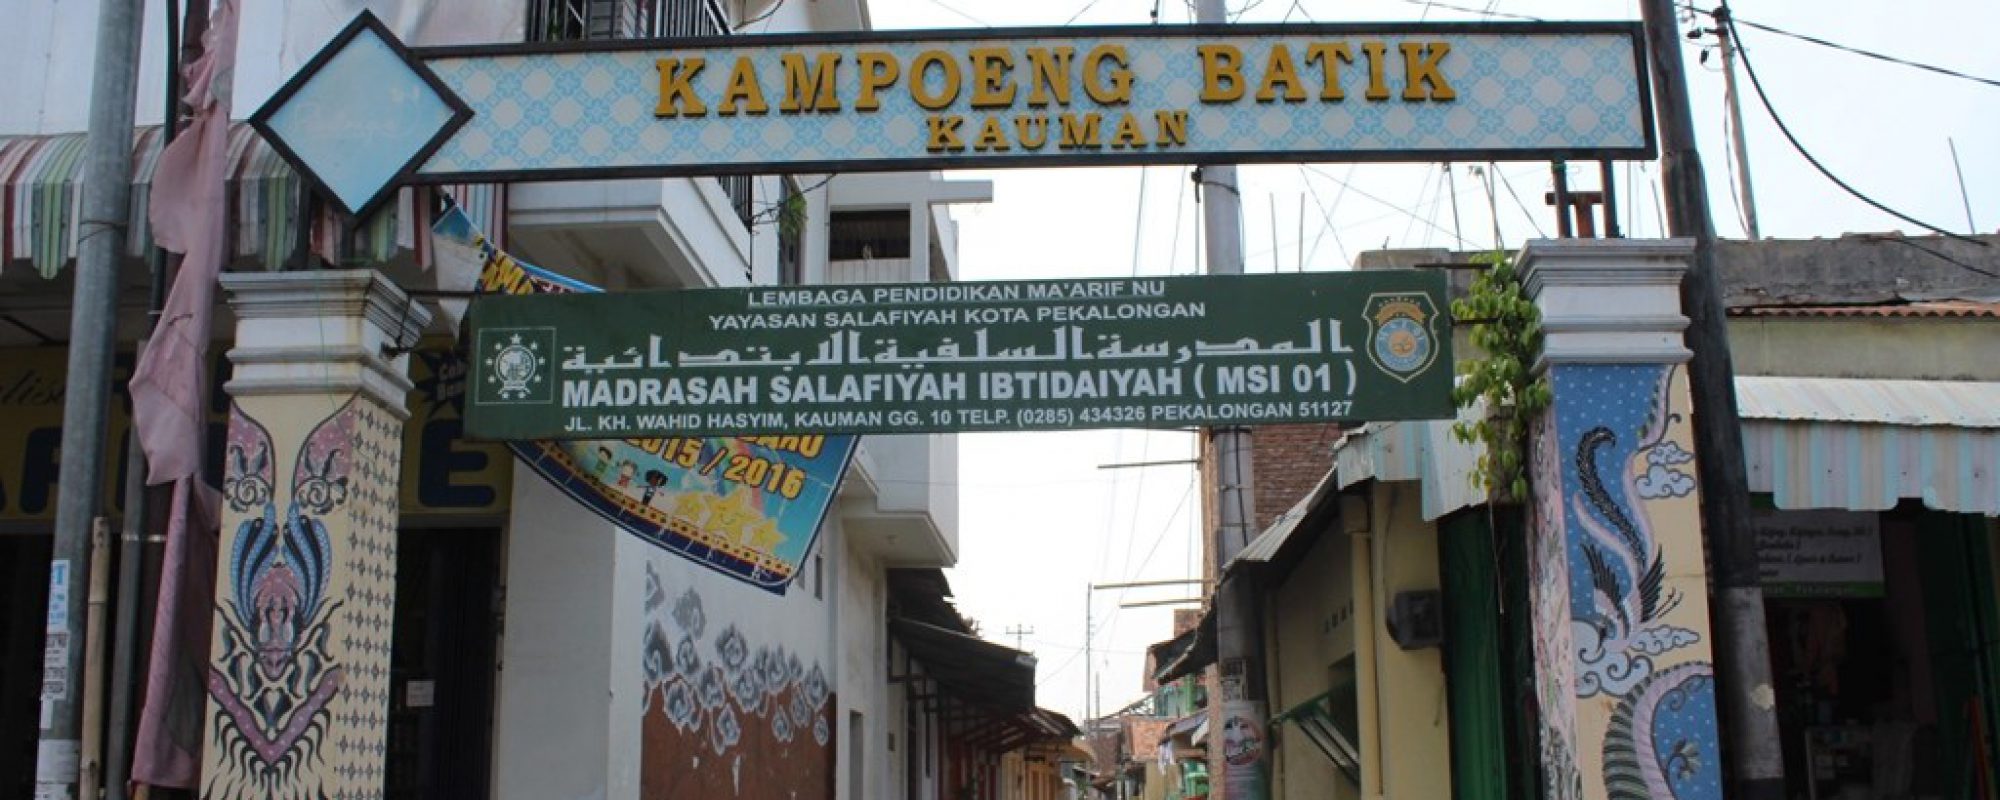 KAMPOENG BATIK
KAUMAN
LEMBAGA PENDIDIKAN MA'ARIF NU
YAYASAN SALAFIYAH KOTA PEKALONGAN
المدرسة السلفية الابتدائية
MADRASAH SALAFIYAH IBTIDAIYAH ( MSI 01 )
JL. KH. WAHID HASYIM, KAUMAN GG. 10 TELP. (0285) 434326 PEKALONGAN 51127
2015 / 2016